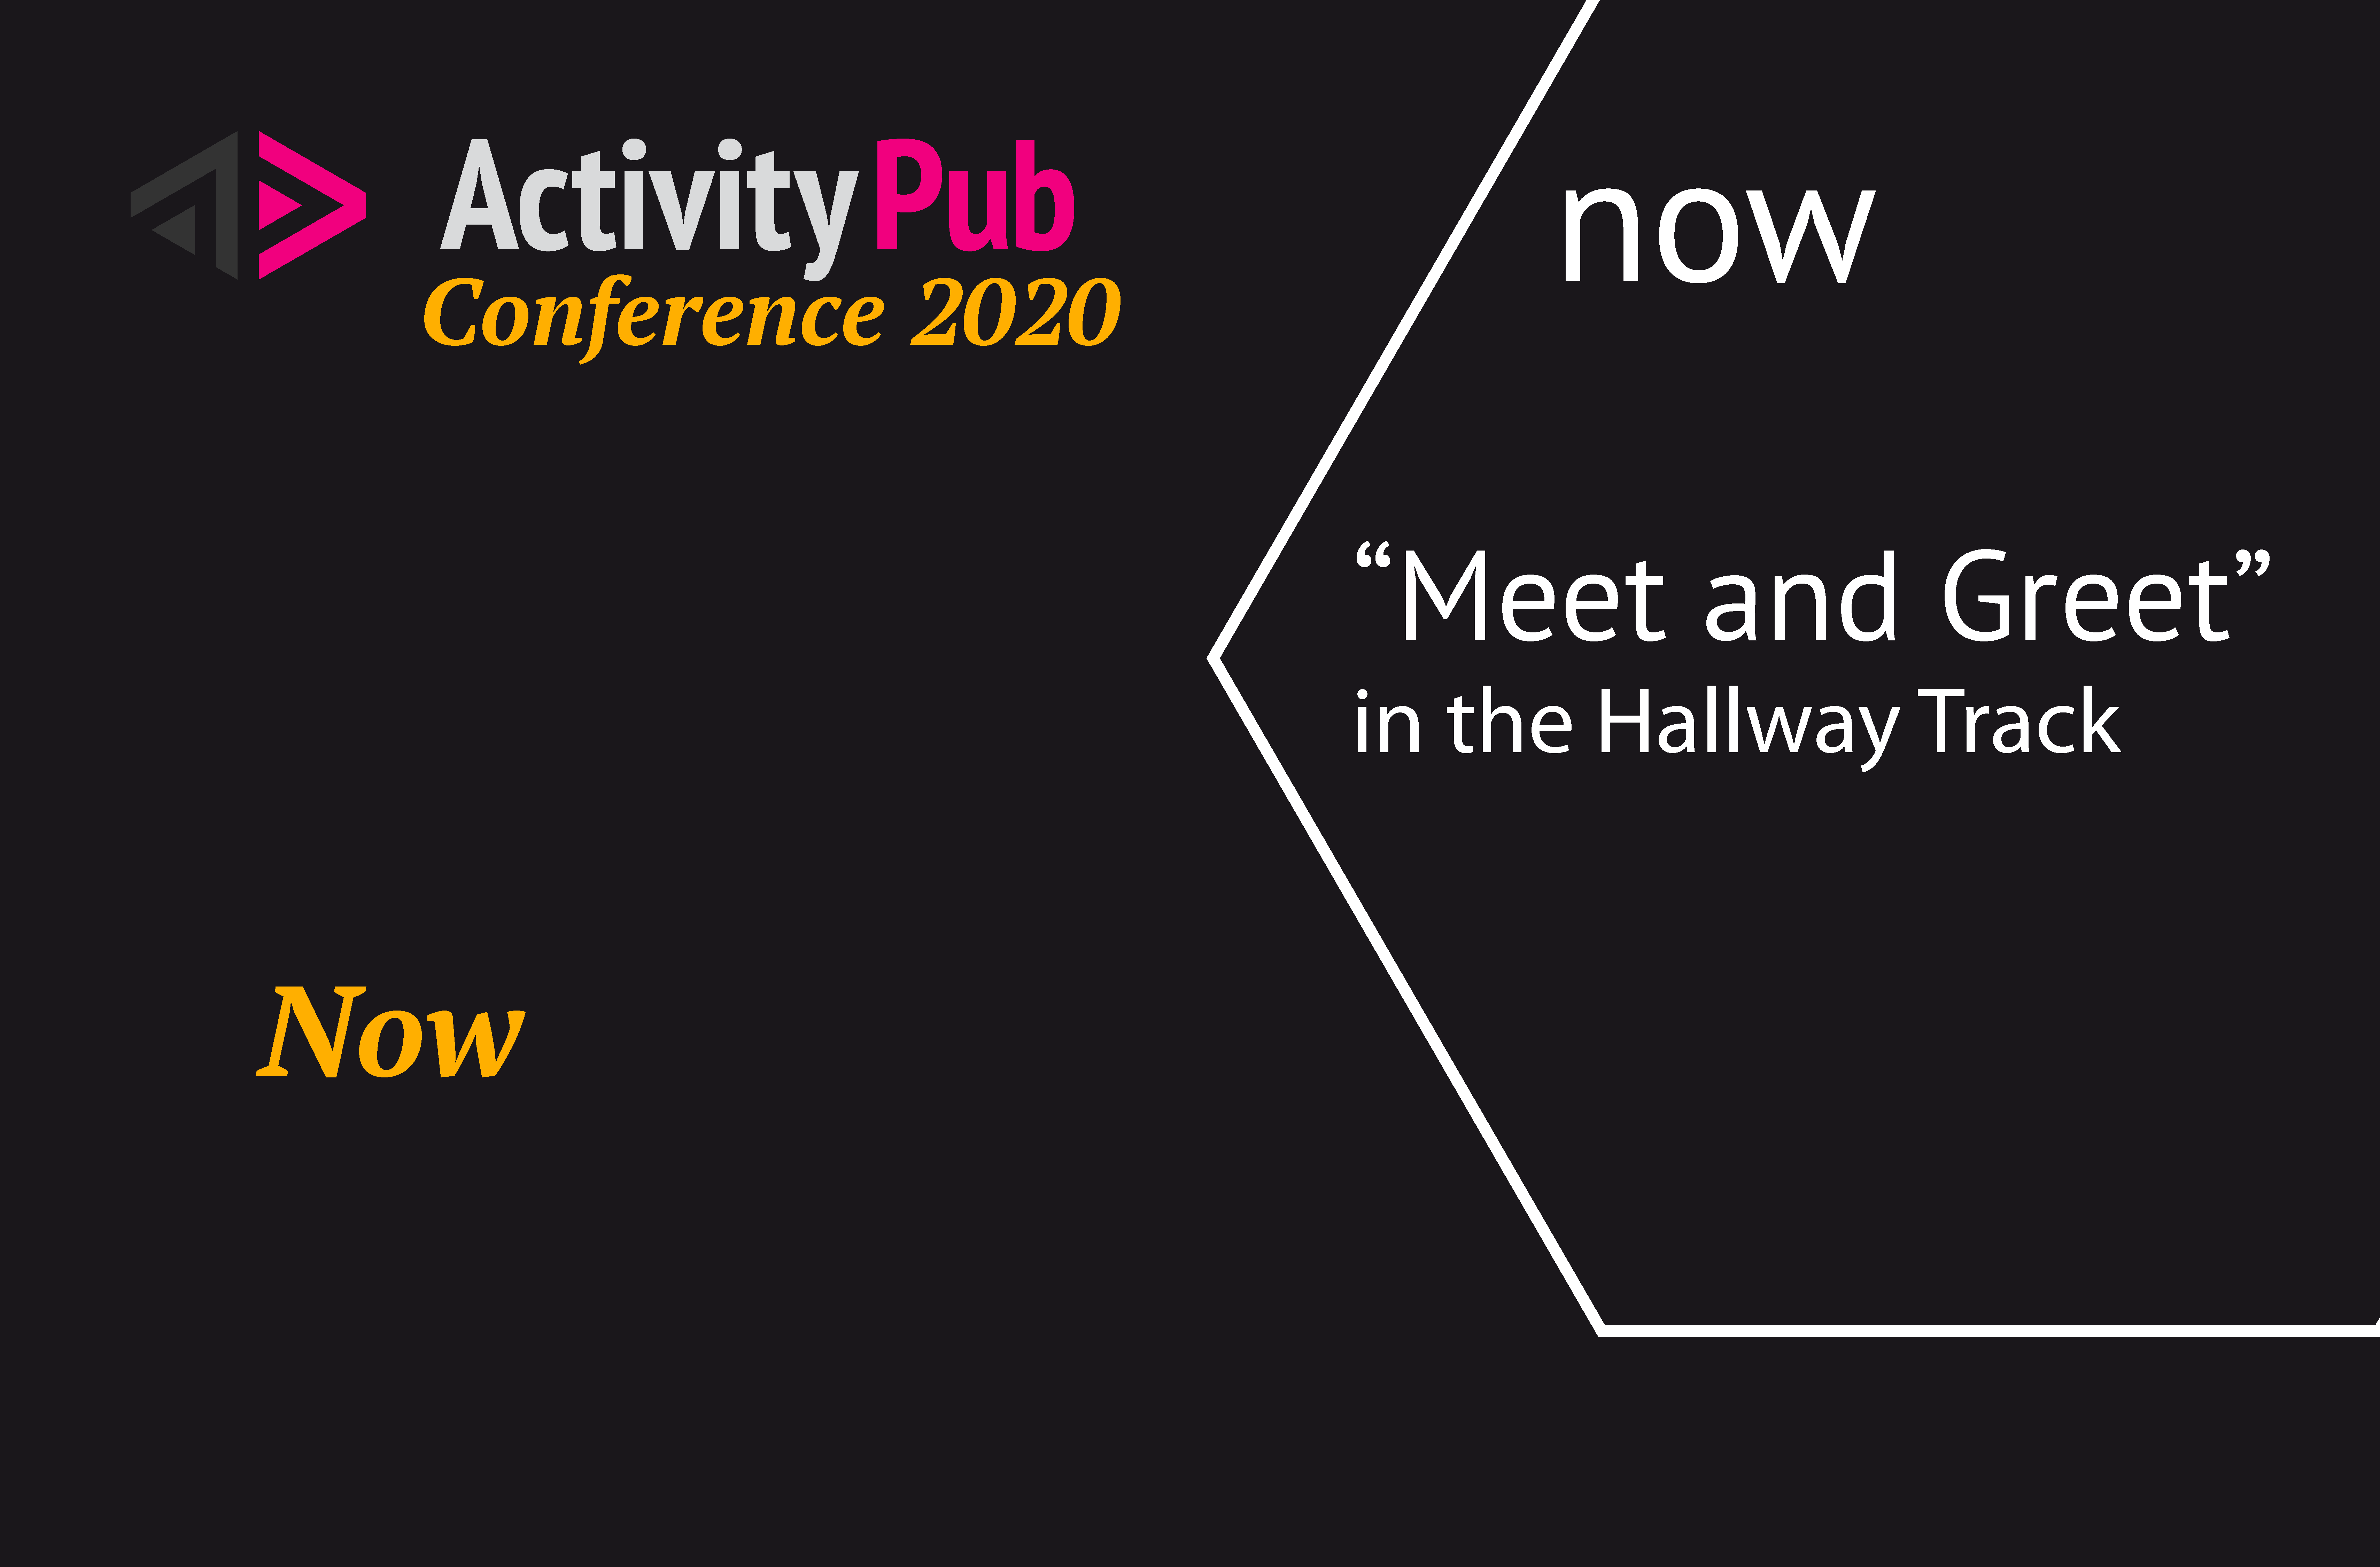 ActivityPub
Conference 2020
Now
now
“Meet and Greet”
in the Hallway Track